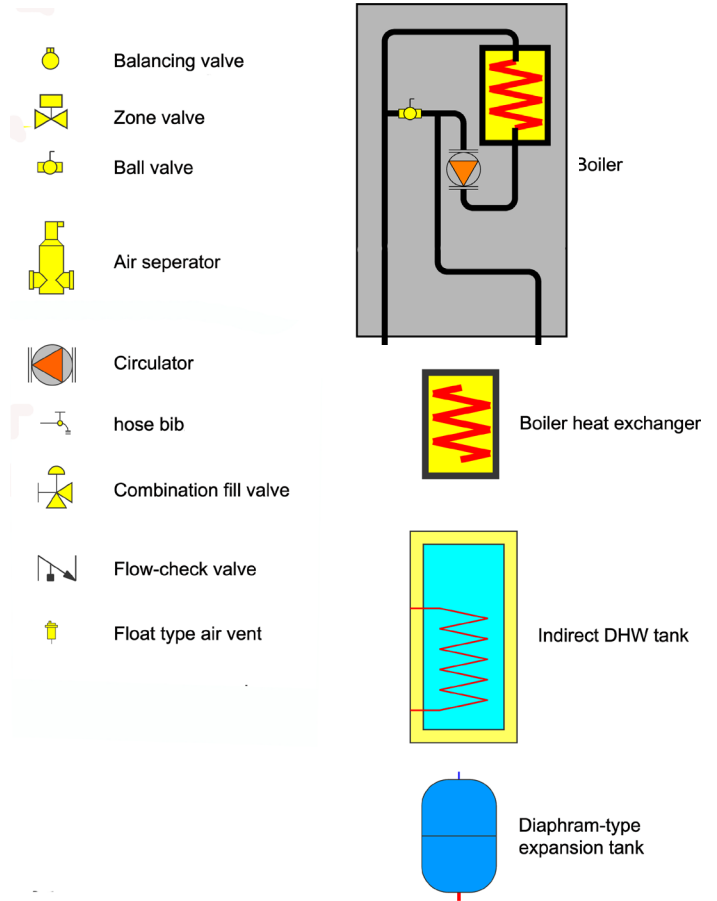 Balancing valve
Zone valve
Ball valve
Air seperator
Circulator
hose bib
Combination fill valve
Flow-check valve
Float type air vent
Boiler
Boiler heat exchanger
Indirect DHW tank
Diaphram-type
expansion tank